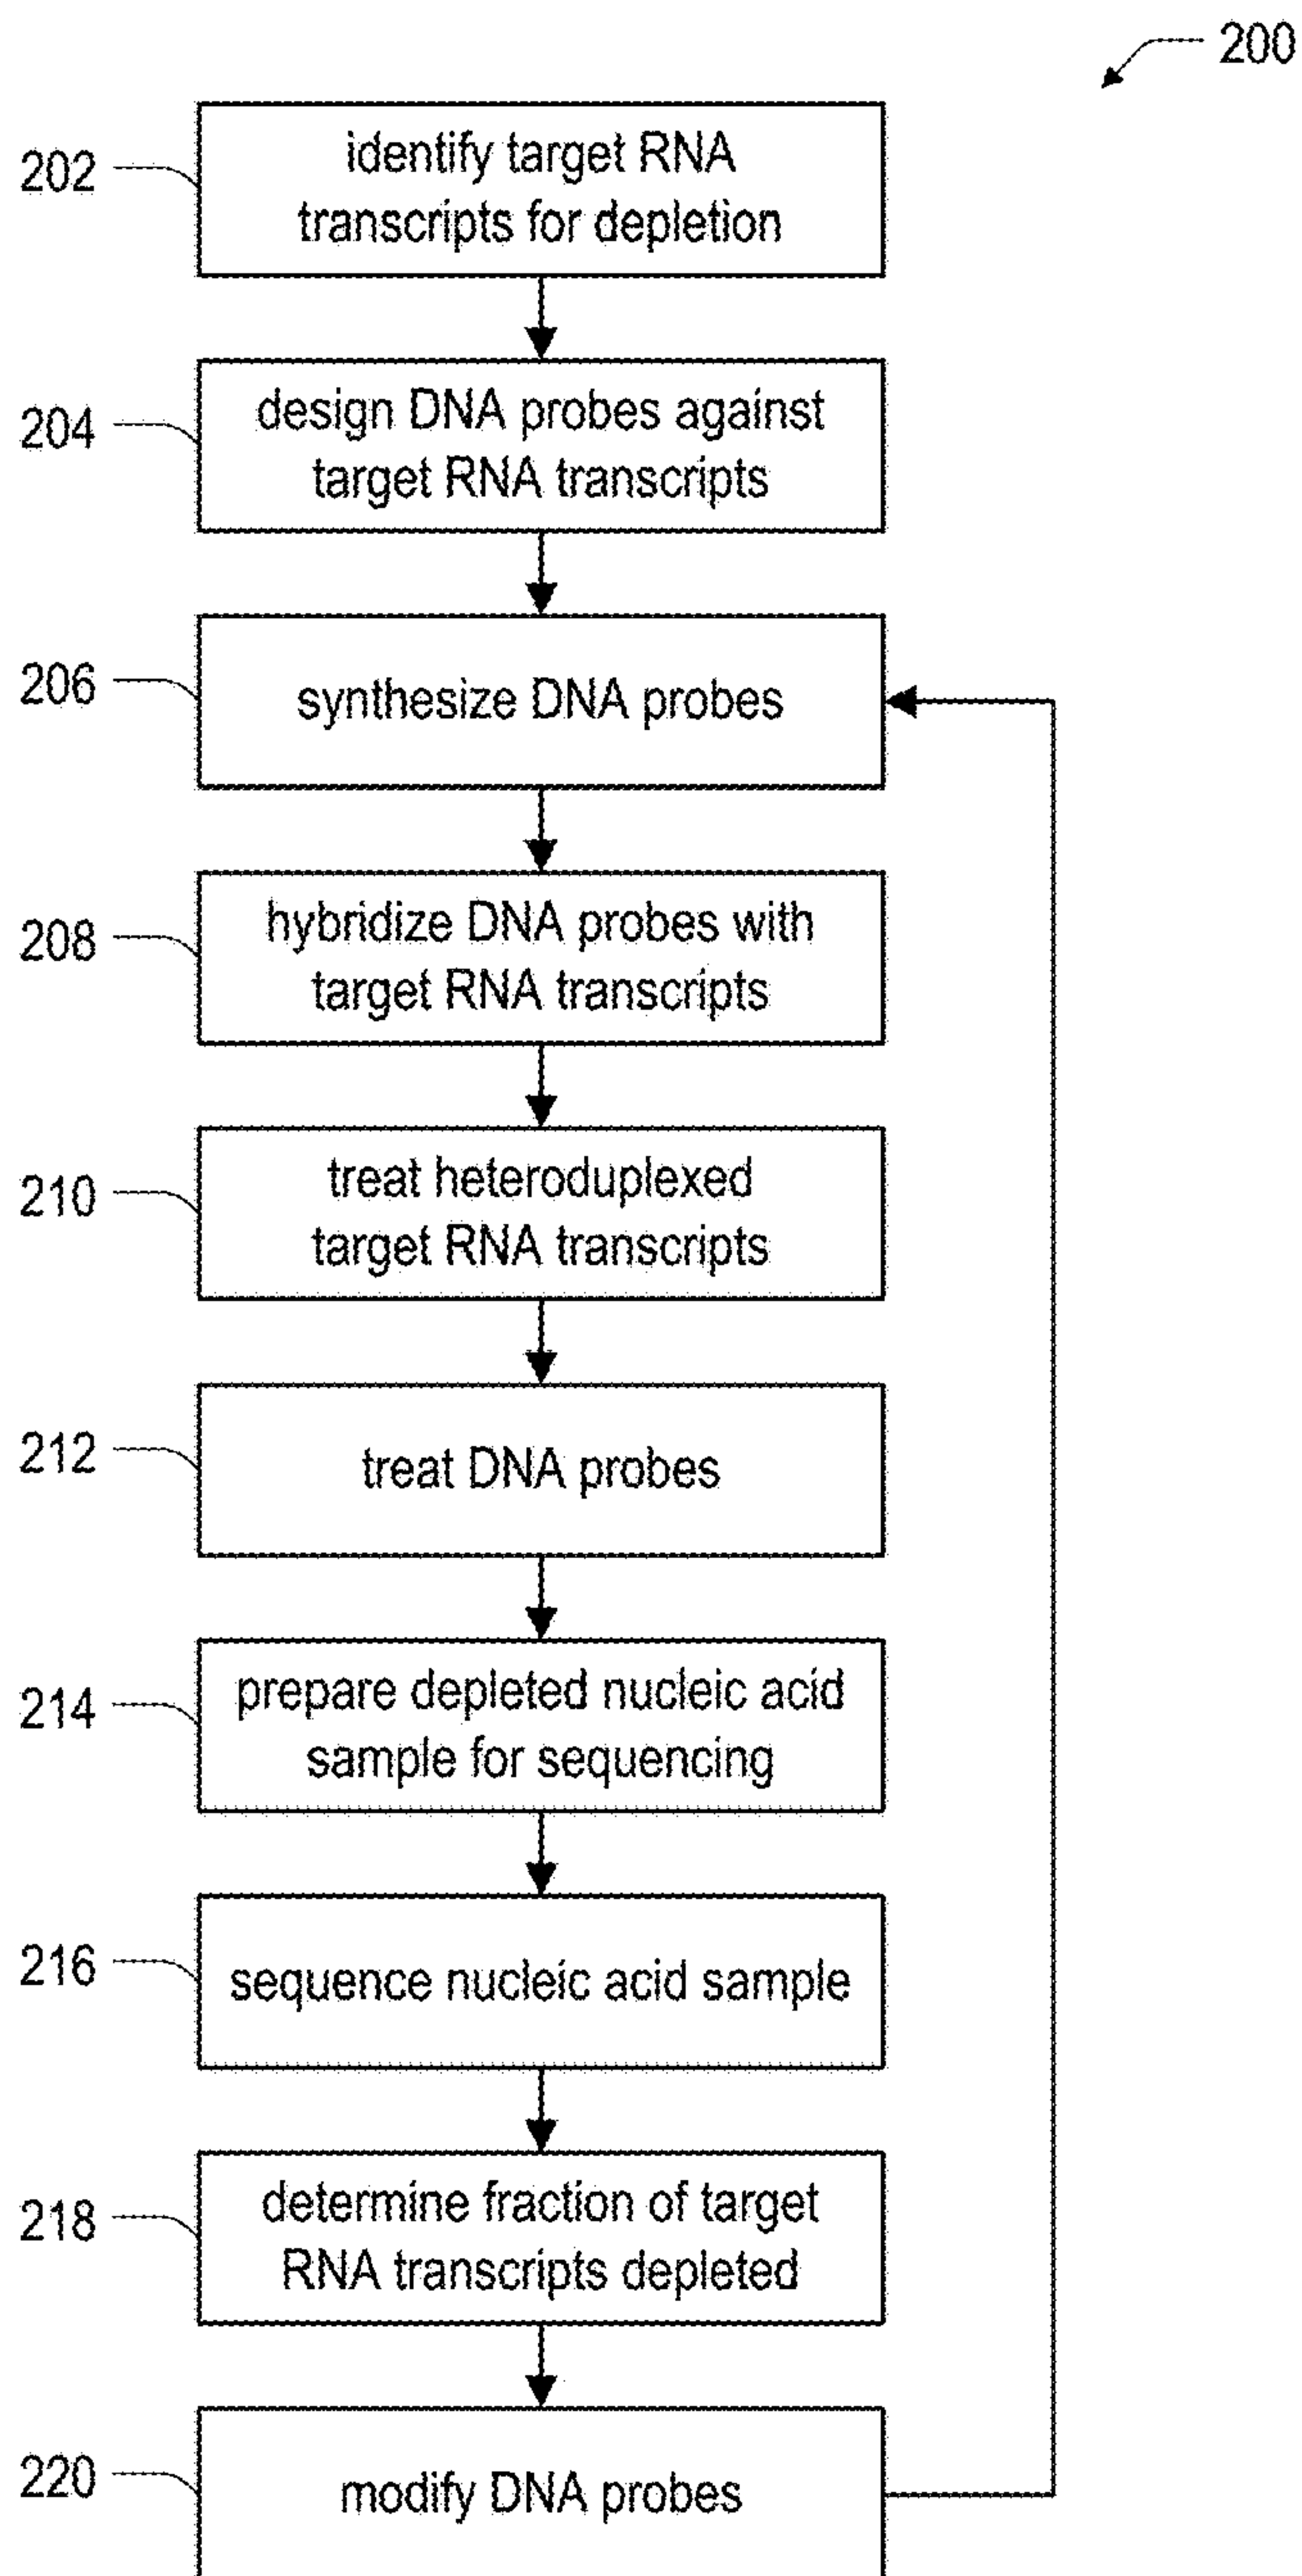 200
202
identify target RNA
transcripts for depletion
204
design DNA probes against
target RNA transcripts
206
synthesize DNA probes
208
hybridize DNA probes with
target RNA transcripts
210
treat heteroduplexed
target RNA transcripts
212
treat DNA probes
214
prepare depleted nucleic acid
sample for sequencing
216
sequence nucleic acid sample
218
determine fraction of target
RNA transcripts depleted
220
modify DNA probes